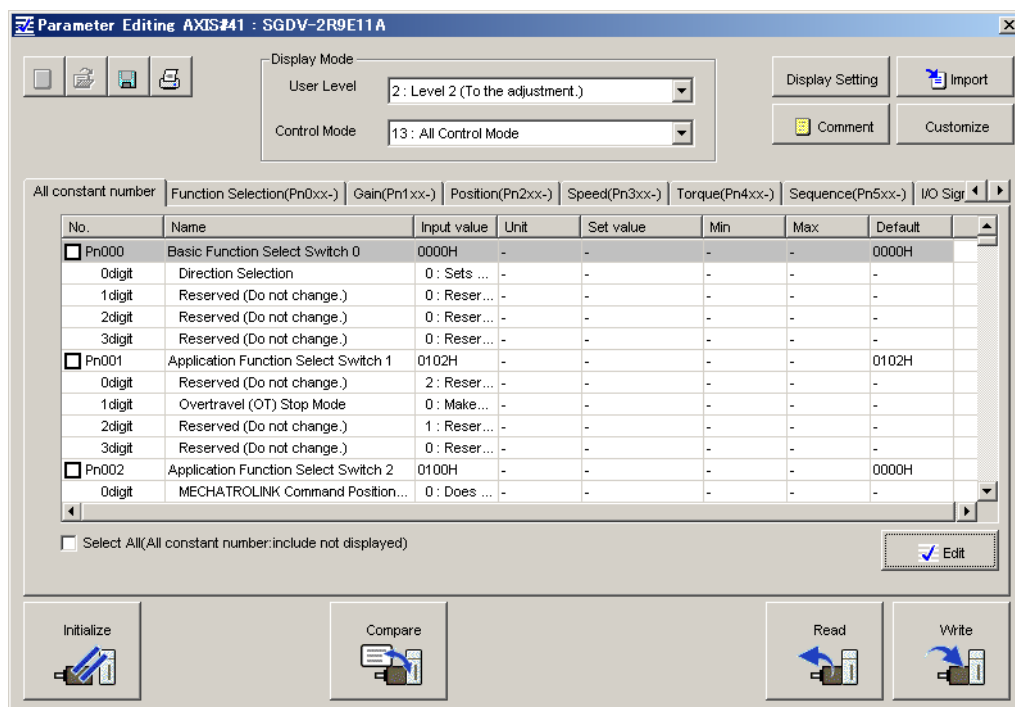 Parameter Editing AXIS#41 : SGDV-2R9E11A
Display Mode
User Level 2 : Level 2 (To the adjustment.)
Control Mode 13 : All Control Mode
Display Setting Import
Comment Customize
All constant number Function Selection(Pn0xx-) Gain(Pn1xx-) Position(Pn2xx-) Speed(Pn3xx-) Torque(Pn4xx-) Sequence(Pn5xx-) I/O Sigr
No. Name Input value Unit Set value Min Max Default
Pn000 Basic Function Select Switch 0 0000H - - - - 0000H
0digit Direction Selection 0 : Sets ... - - - - -
1digit Reserved (Do not change.) 0 : Reser... - - - - -
2digit Reserved (Do not change.) 0 : Reser... - - - - -
3digit Reserved (Do not change.) 0 : Reser... - - - - -
Pn001 Application Function Select Switch 1 0102H - - - - 0102H
0digit Reserved (Do not change.) 2 : Reser... - - - - -
1digit Overtravel (OT) Stop Mode 0 : Make... - - - - -
2digit Reserved (Do not change.) 1 : Reser... - - - - -
3digit Reserved (Do not change.) 0 : Reser... - - - - -
Pn002 Application Function Select Switch 2 0100H - - - - 0000H
0digit MECHATROLINK Command Position... 0 : Does ... - - - - -
Select All(All constant number:include not displayed)
Edit
Initialize Compare Read Write